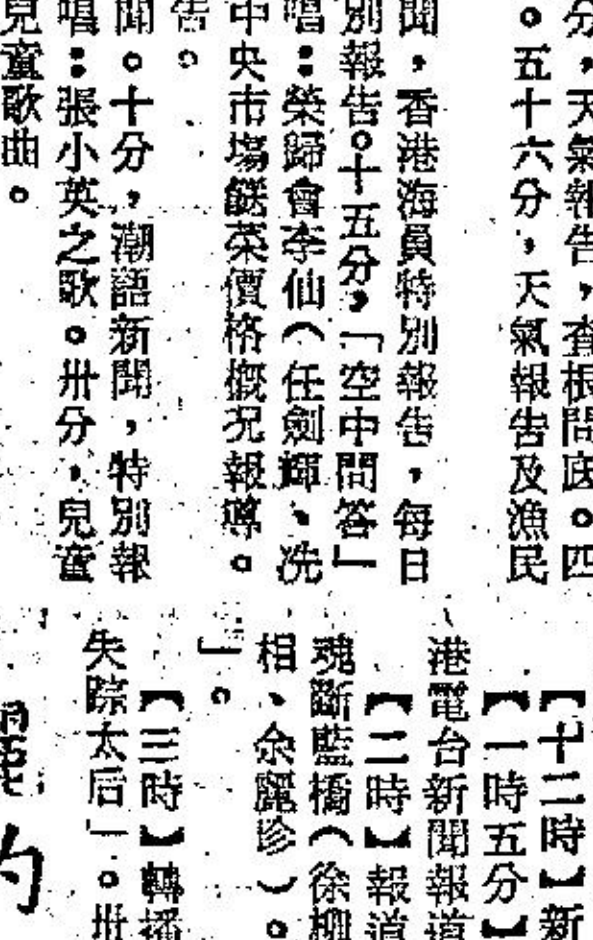 分，天氣報告，查根問底。四
。五十六分，天氣報告及漁民
聞，香港海員特別報告，每日
別報告。十五分，「空中問答」
唱：榮歸會李仙（任劍輝、冼
中央市場餸菜價格概況報導。
告。
聞。十分，潮語新聞，特別報
唱：張小英之歌。卅分，兒童
兒童歌曲。
【十二時】新
【一時五分】
港電台新聞報道
【二時】報道
魂斷藍橋（徐柳
相、余麗珍）。
」。
【三時】轉播
失踪太后」。卅
麗的